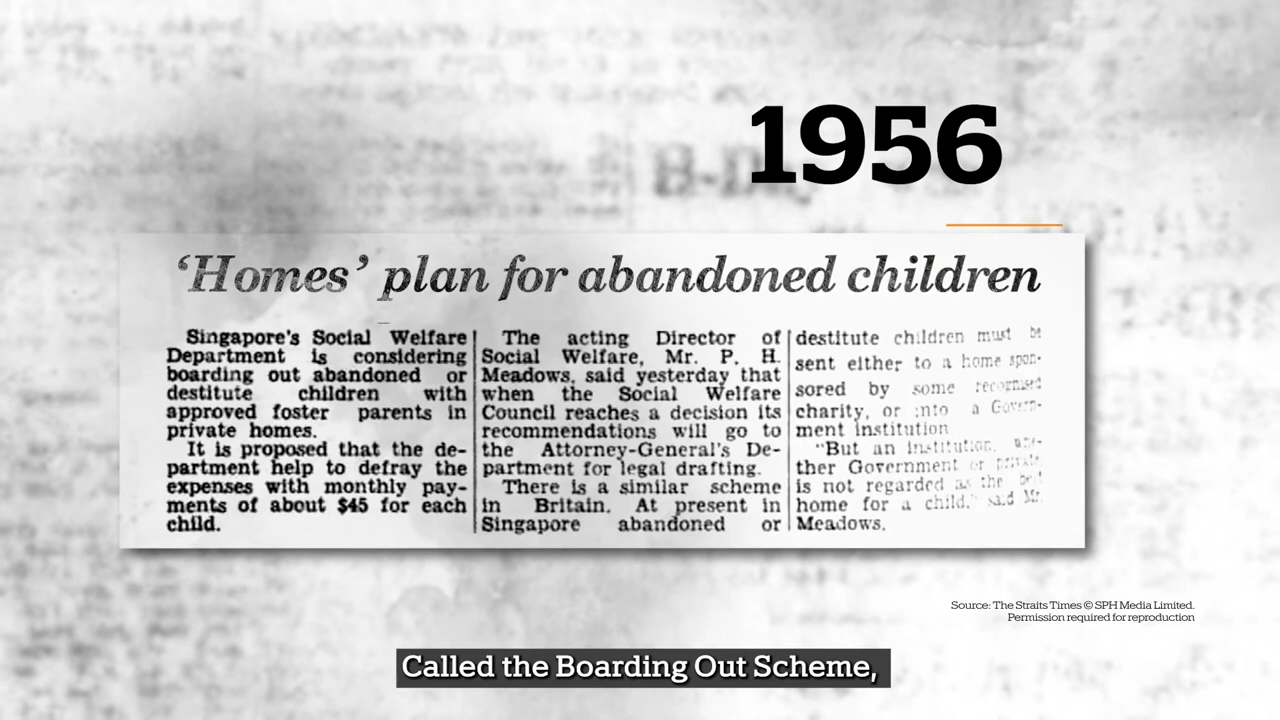 1956
‘Homes’ plan for abandoned children
Singapore's Social Welfare
Department is considering
boarding out abandoned or
destitute children with
approved foster parents in
private homes.
It is proposed that the de-
partment help to defray the
expenses with monthly pay-
ments of about $45 for each
child.
The acting Director of
Social Welfare, Mr. P. H.
Meadows, said yesterday that
when the Social Welfare
Council reaches a decision its
recommendations will go to
the Attorney-General's De-
partment for legal drafting.
There is a similar scheme
in Britain. At present in
Singapore abandoned or
destitute children must be
sent either to a home spon-
sored by some recognised
charity, or into a Govern-
ment institution
"But an institution, whe-
ther Government or private,
is not regarded as the best
home for a child," said Mr.
Meadows.
Source: The Straits Times © SPH Media Limited.
Permission required for reproduction
Called the Boarding Out Scheme,